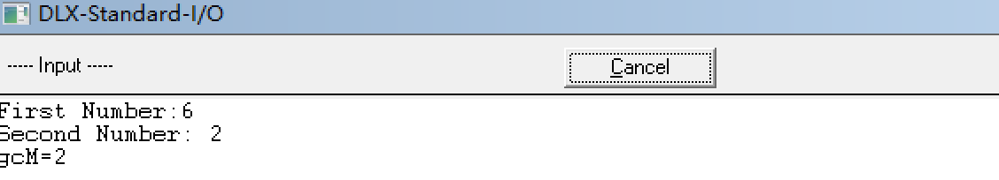 DLX-Standard-I/O
----- Input -----
Cancel
First Number:6
Second Number: 2
gcM=2